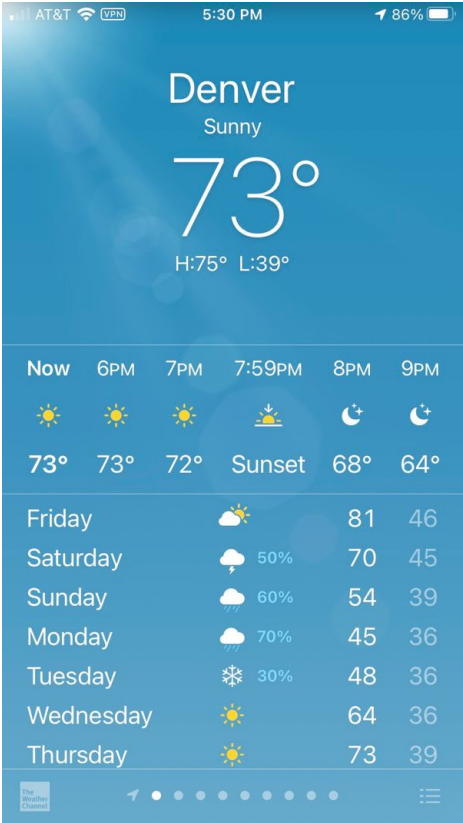 AT&T VPN 5:30 PM 86%
Denver
Sunny
73°
H:75° L:39°
Now 6PM 7PM 7:59PM 8PM 9PM
73° 73° 72° Sunset 68° 64°
Friday 81 46
Saturday 50% 70 45
Sunday 60% 54 39
Monday 70% 45 36
Tuesday 30% 48 36
Wednesday 64 36
Thursday 73 39
The
Weather
Channel